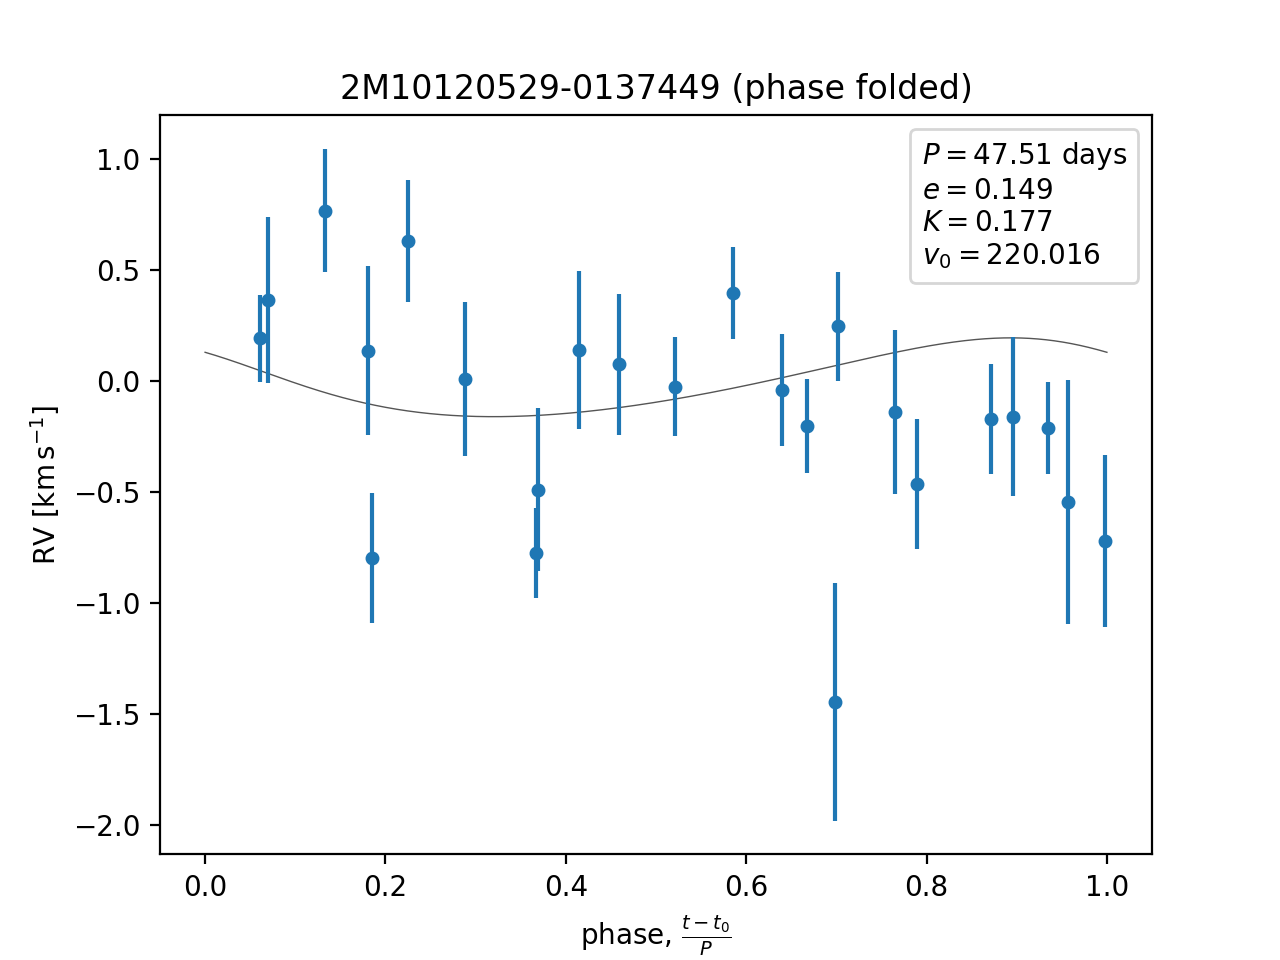 2M10120529-0137449 (phase folded)
P = 47.51 days
e = 0.149
K = 0.177
v₀ = 220.016
1.0
0.5
0.0
−0.5
−1.0
−1.5
−2.0
RV [km s⁻¹]
0.0 0.2 0.4 0.6 0.8 1.0
phase, (t − t₀)/P